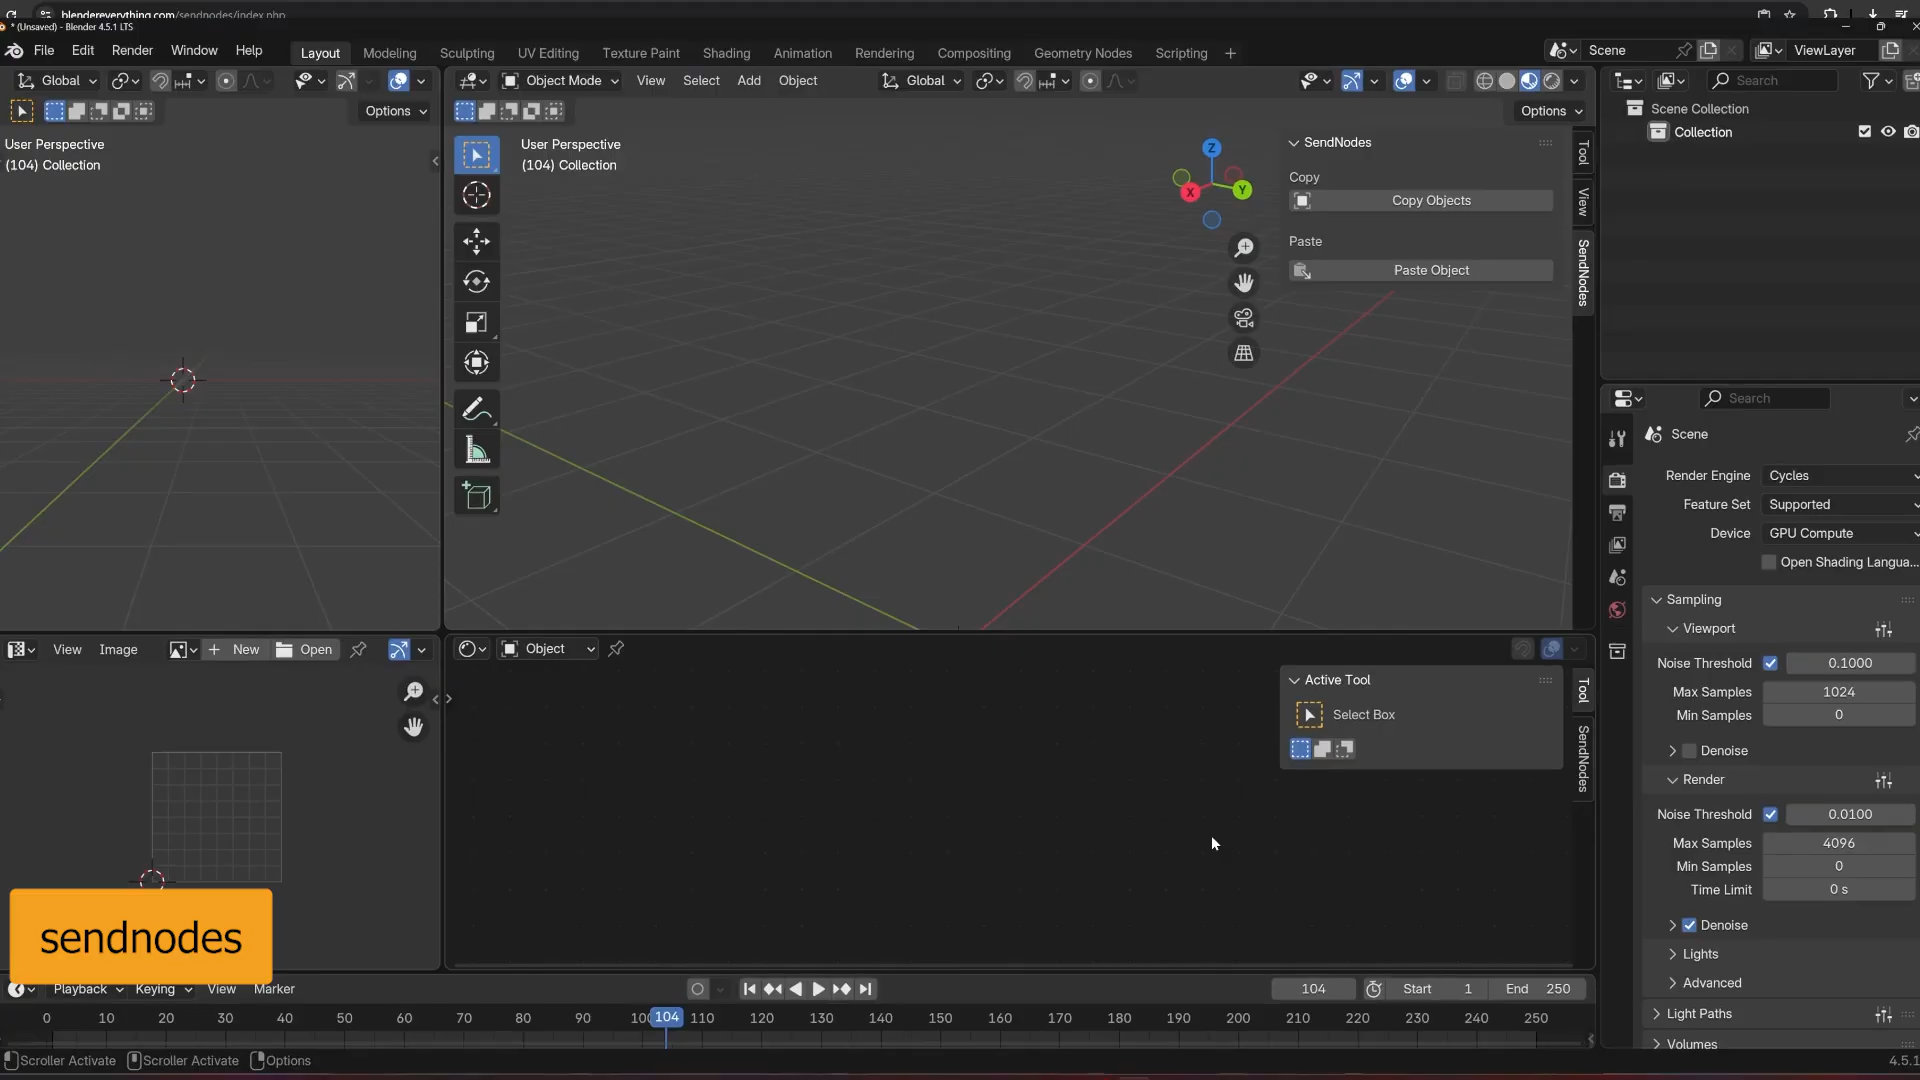 blendereverything.com/sendnodes/index.php
* (Unsaved) - Blender 4.5.1 LTS
File Edit Render Window Help
Layout Modeling Sculpting UV Editing Texture Paint Shading Animation Rendering Compositing Geometry Nodes Scripting +
Scene
ViewLayer
Global
Object Mode View Select Add Object
Global
Search
Options
Options
Scene Collection
Collection
User Perspective
(104) Collection
User Perspective
(104) Collection
Z
Y
X
SendNodes
Copy
Copy Objects
Paste
Paste Object
Tool
View
SendNodes
Search
Scene
Render Engine Cycles
Feature Set Supported
Device GPU Compute
Open Shading Langua...
Sampling
Viewport
Noise Threshold 0.1000
Max Samples 1024
Min Samples 0
Denoise
Render
Noise Threshold 0.0100
Max Samples 4096
Min Samples 0
Time Limit 0 s
Denoise
Lights
Advanced
Light Paths
Volumes
View Image New Open
Object
Active Tool
Select Box
Tool
SendNodes
sendnodes
Playback Keying View Marker
104 Start 1 End 250
0 10 20 30 40 50 60 70 80 90 100 104 110 120 130 140 150 160 170 180 190 200 210 220 230 240 250
Scroller Activate Scroller Activate Options
4.5.1